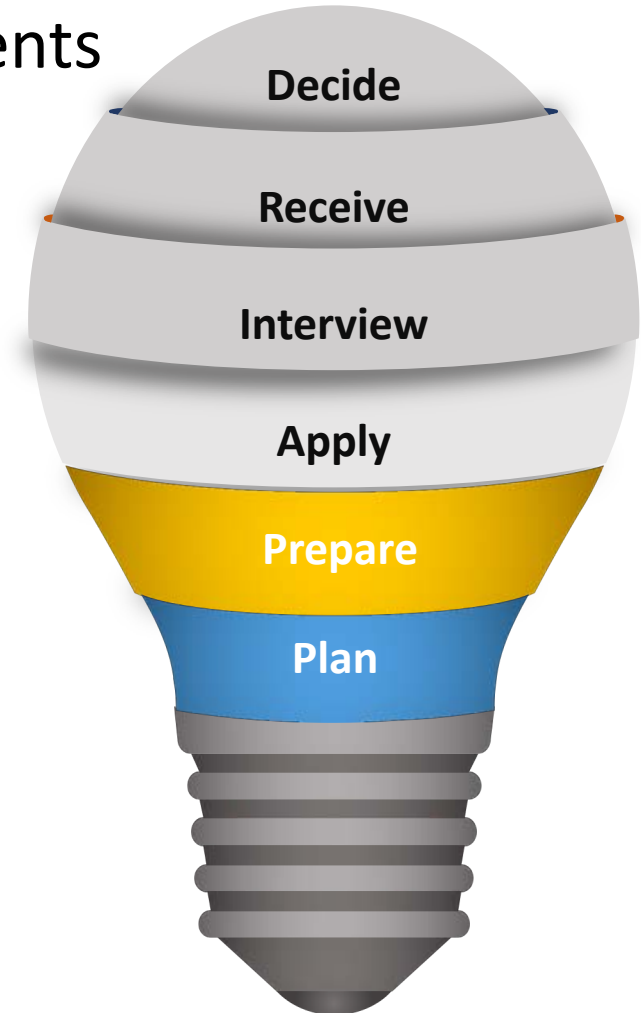 ents
Decide
Receive
Interview
Apply
Prepare
Plan